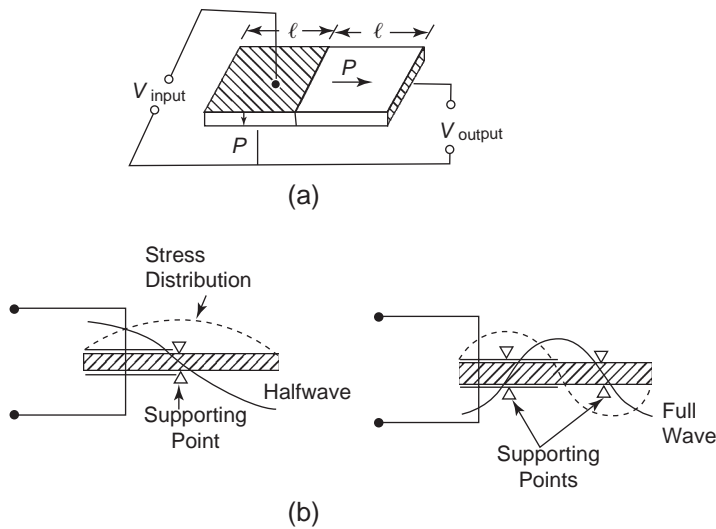 ℓ ℓ
P
V input
V output
P
(a)
Stress
Distribution
Halfwave
Supporting
Point
Full
Wave
Supporting
Points
(b)